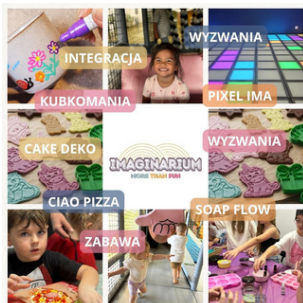 WYZWANIA
INTEGRACJA
KUBKOMANIA
PIXEL IMA
WYZWANIA
CAKE DEKO
IMAGINARIUM
MORE THAN FUN
CIAO PIZZA
SOAP FLOW
ZABAWA